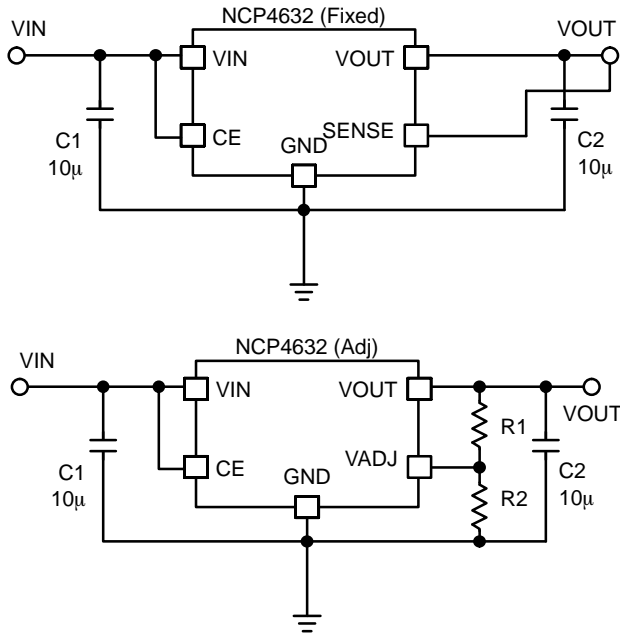 NCP4632 (Fixed)
VIN
VOUT
VIN
VOUT
C1
10μ
CE
GND
SENSE
C2
10μ
NCP4632 (Adj)
VIN
VIN
VOUT
VOUT
R1
C1
10μ
CE
GND
VADJ
C2
10μ
R2